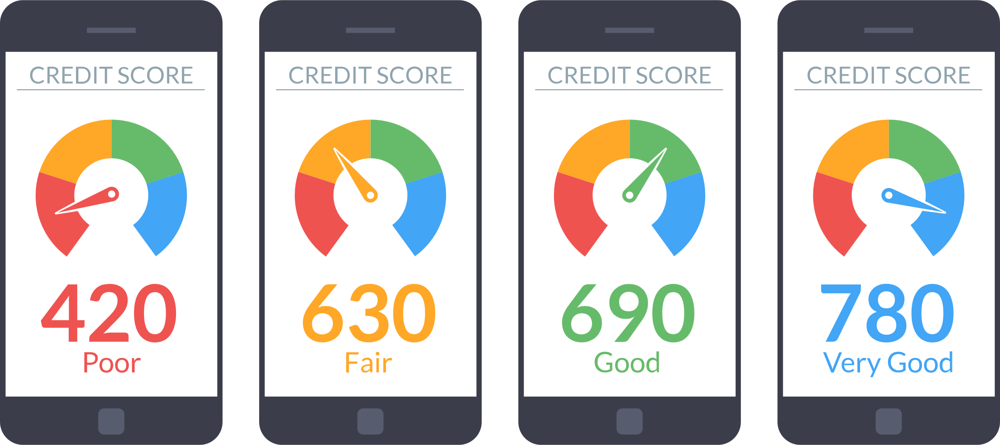 CREDIT SCORE
420
Poor
CREDIT SCORE
630
Fair
CREDIT SCORE
690
Good
CREDIT SCORE
780
Very Good